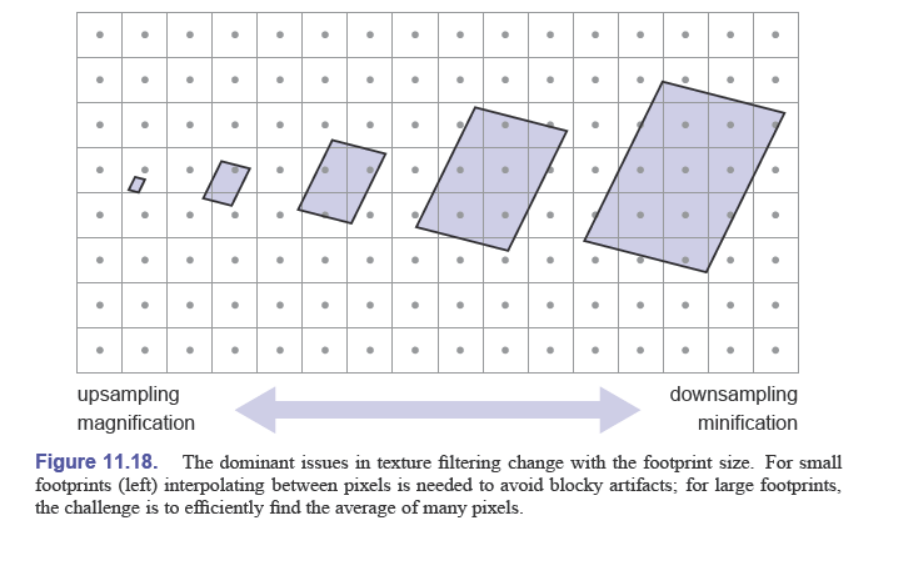 upsampling
magnification
downsampling
minification
Figure 11.18. The dominant issues in texture filtering change with the footprint size. For small
footprints (left) interpolating between pixels is needed to avoid blocky artifacts; for large footprints,
the challenge is to efficiently find the average of many pixels.